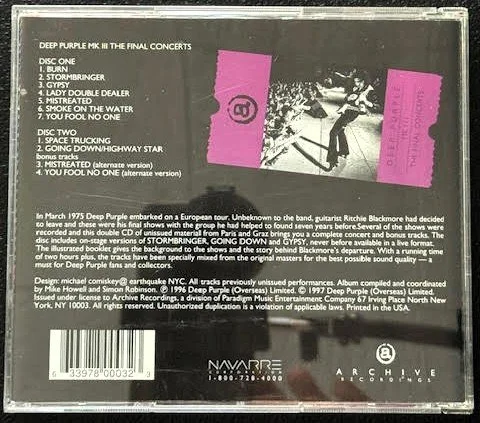 DEEP PURPLE MK III THE FINAL CONCERTS
DISC ONE
1. BURN
2. STORMBRINGER
3. GYPSY
4. LADY DOUBLE DEALER
5. MISTREATED
6. SMOKE ON THE WATER
7. YOU FOOL NO ONE
DISC TWO
1. SPACE TRUCKING
2. GOING DOWN/HIGHWAY STAR
bonus tracks
3. MISTREATED (alternate version)
4. YOU FOOL NO ONE (alternate version)
a
DEEP PURPLE
MK III
THE FINAL CONCERTS
In March 1975 Deep Purple embarked on a European tour. Unbeknown to the band, guitarist Ritchie Blackmore had decided
to leave and these were his final shows with the group he had helped to found seven years before. Several of the shows were
recorded and this double CD of unissued material from Paris and Graz brings you a complete concert and bonus tracks. The
disc includes on-stage versions of STORMBRINGER, GOING DOWN and GYPSY, never before available in a live format.
The illustrated booklet gives the background to the shows and the story behind Blackmore's departure. With a running time
of two hours plus, the tracks have been specially mixed from the original masters for the best possible sound quality — a
must for Deep Purple fans and collectors.
Design: michael comiskey@ earthquake NYC. All tracks previously unissued performances. Album compiled and coordinated
by Mike Howell and Simon Robinson. ℗ 1996 Deep Purple (Overseas) Limited. © 1997 Deep Purple (Overseas) Limited.
Issued under license to Archive Recordings, a division of Paradigm Music Entertainment Company 67 Irving Place North New
York, NY 10003. All rights reserved. Unauthorized duplication is a violation of applicable laws. Printed in the USA.
6 33978 00032 3
NAVARRE
CORPORATION
1-800-728-4000
a
ARCHIVE
RECORDINGS